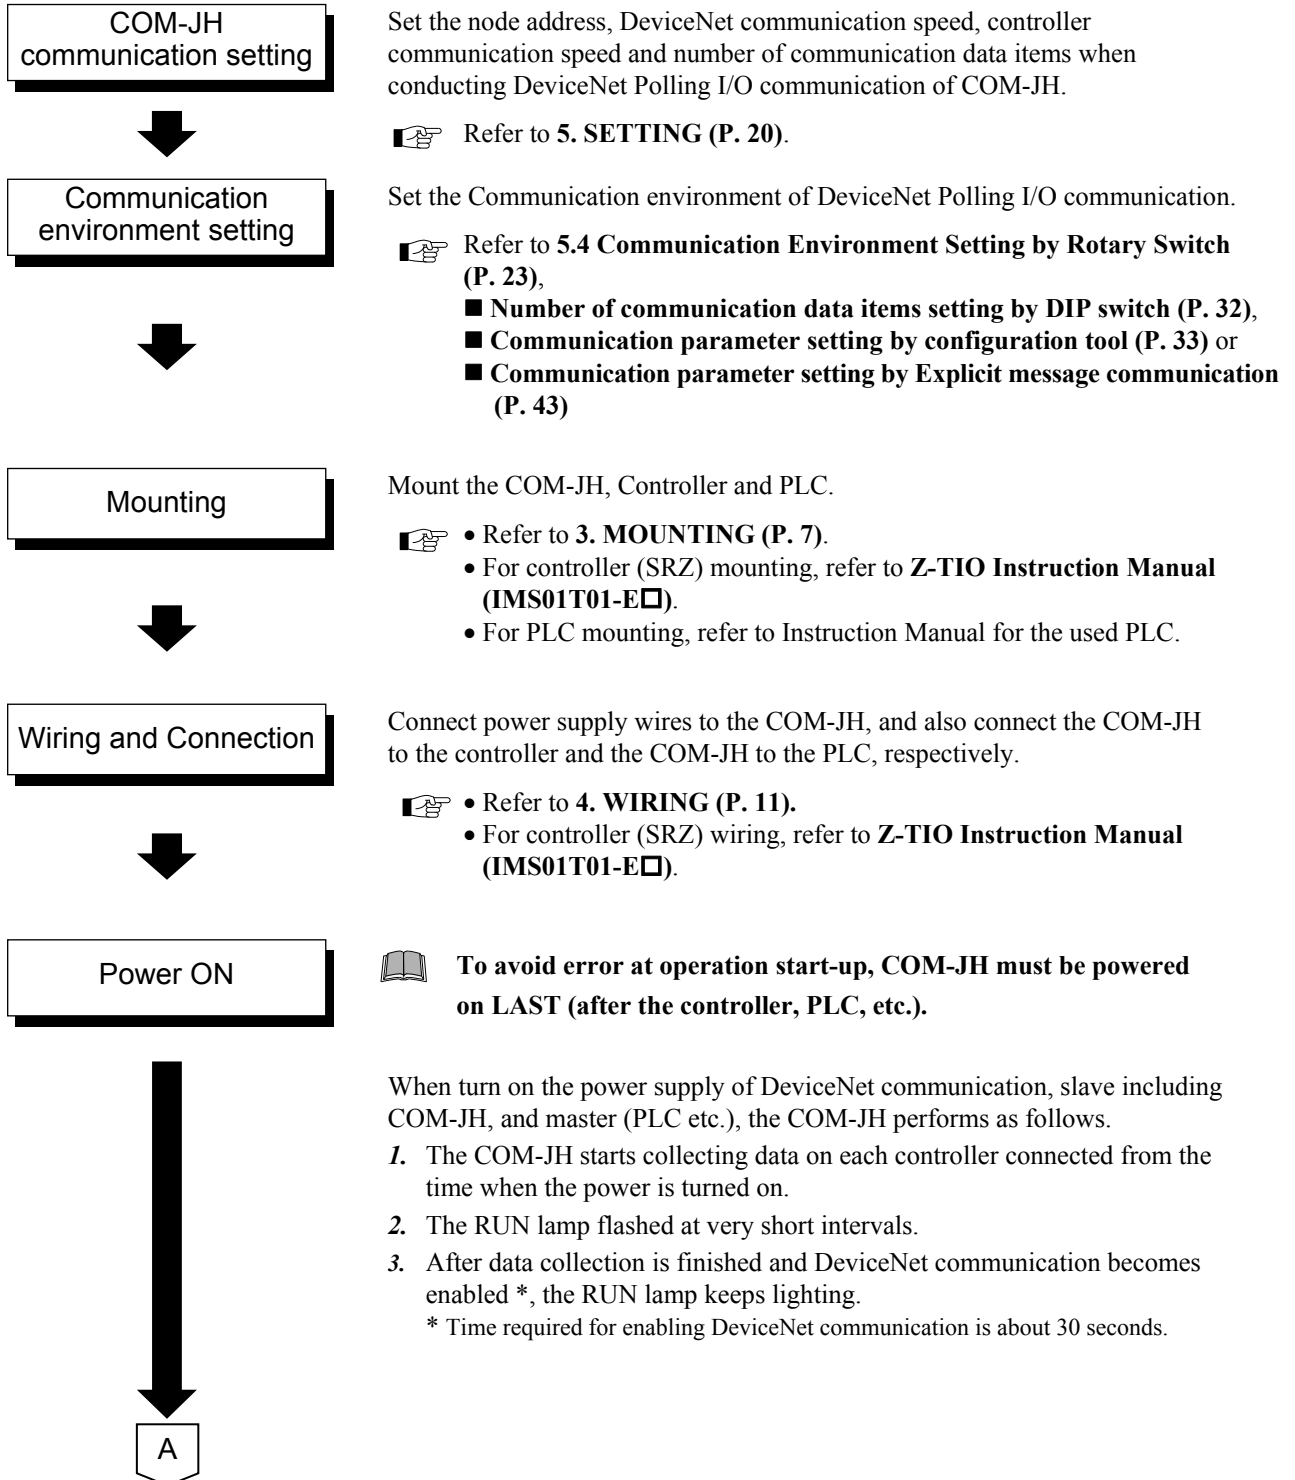 COM-JH
communication setting
Set the node address, DeviceNet communication speed, controller
communication speed and number of communication data items when
conducting DeviceNet Polling I/O communication of COM-JH.
Refer to 5. SETTING (P. 20).
Communication
environment setting
Set the Communication environment of DeviceNet Polling I/O communication.
Refer to 5.4 Communication Environment Setting by Rotary Switch
(P. 23),
■ Number of communication data items setting by DIP switch (P. 32),
■ Communication parameter setting by configuration tool (P. 33) or
■ Communication parameter setting by Explicit message communication
(P. 43)
Mounting
Mount the COM-JH, Controller and PLC.
• Refer to 3. MOUNTING (P. 7).
• For controller (SRZ) mounting, refer to Z-TIO Instruction Manual
(IMS01T01-E□).
• For PLC mounting, refer to Instruction Manual for the used PLC.
Wiring and Connection
Connect power supply wires to the COM-JH, and also connect the COM-JH
to the controller and the COM-JH to the PLC, respectively.
• Refer to 4. WIRING (P. 11).
• For controller (SRZ) wiring, refer to Z-TIO Instruction Manual
(IMS01T01-E□).
Power ON
To avoid error at operation start-up, COM-JH must be powered
on LAST (after the controller, PLC, etc.).
When turn on the power supply of DeviceNet communication, slave including
COM-JH, and master (PLC etc.), the COM-JH performs as follows.
1. The COM-JH starts collecting data on each controller connected from the
time when the power is turned on.
2. The RUN lamp flashed at very short intervals.
3. After data collection is finished and DeviceNet communication becomes
enabled *, the RUN lamp keeps lighting.
* Time required for enabling DeviceNet communication is about 30 seconds.
A